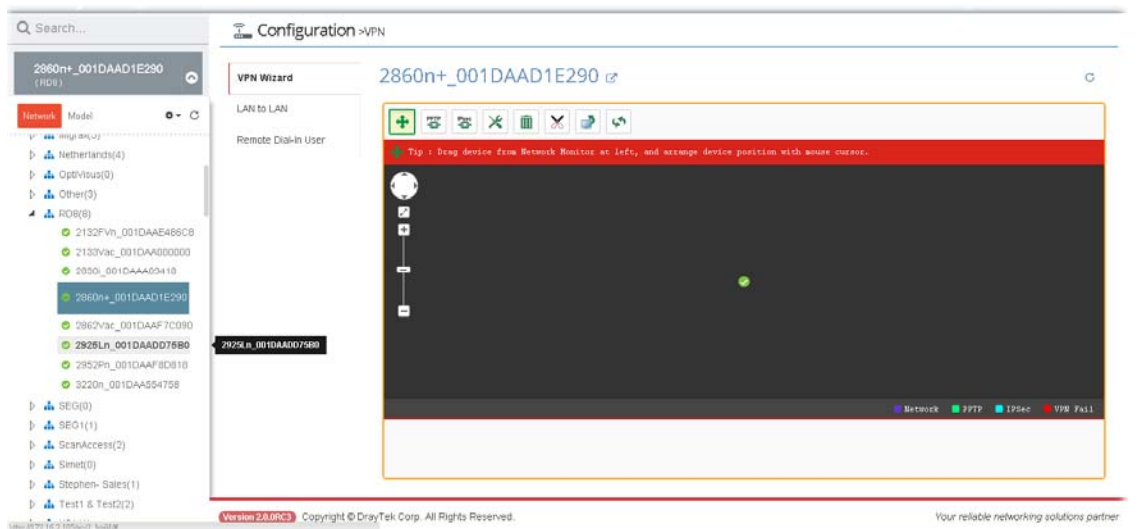 Search...
2860n+_001DAAD1E290
(RD8)
Network Model
Netherlands(4)
OptiVisus(0)
Other(3)
RD8(8)
2132FVn_001DAAE486C8
2133Vac_001DAA000000
2860n+_001DAAD1E290
2862Vac_001DAAF7C090
2925Ln_001DAADD75B0
2952Pn_001DAAF8D818
3220n_001DAA554758
SEG(0)
SEG1(1)
ScanAccess(2)
Simet(0)
Stephen- Sales(1)
Test1 & Test2(2)
2925Ln_001DAADD75B0
Configuration >VPN
VPN Wizard
LAN to LAN
Remote Dial-in User
2860n+_001DAAD1E290
PPTP
IPsec
Tip : Drag device from Network Monitor at left, and arrange device position with mouse cursor.
Network PPTP IPSec VPN Fail
Version 2.0.0RC3 Copyright © DrayTek Corp. All Rights Reserved.
Your reliable networking solutions partner